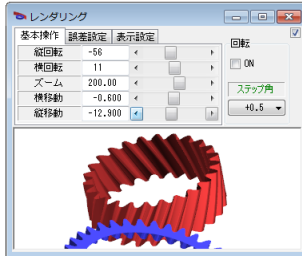 レンダリング
基本操作 誤差設定 表示設定
縦回転 -56
横回転 11
ズーム 200.00
横移動 -0.600
縦移動 -12.900
回転
ON
ステップ角
+0.5